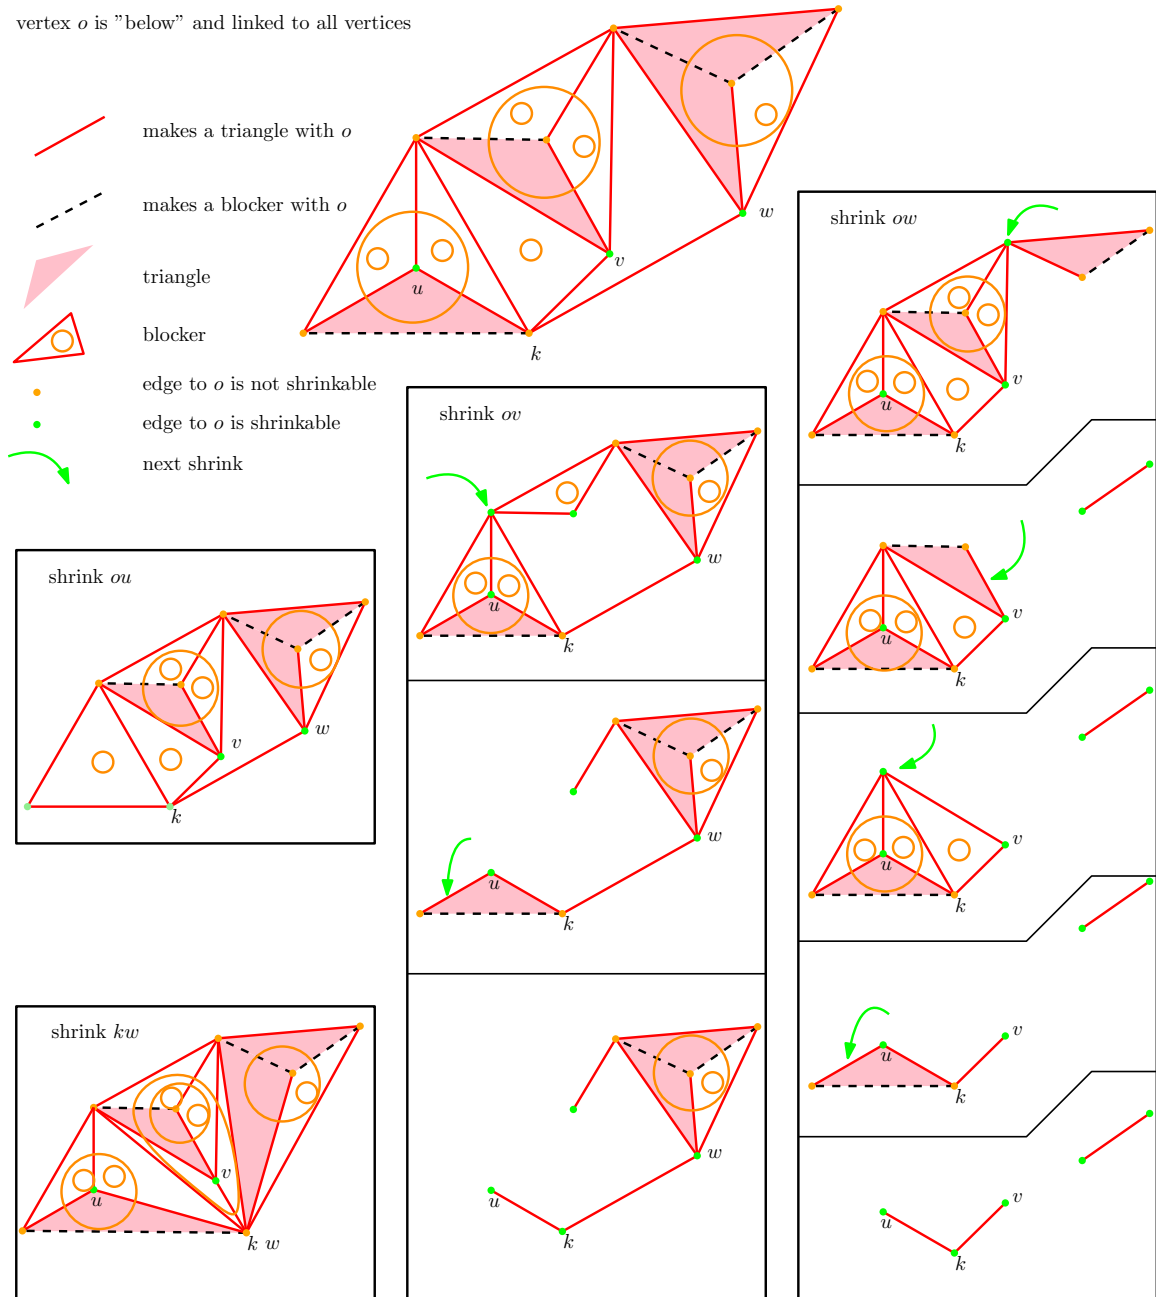 vertex o is "below" and linked to all vertices
makes a triangle with o
makes a blocker with o
triangle
blocker
edge to o is not shrinkable
edge to o is shrinkable
next shrink
u
v
w
k
shrink ou
v
w
k
shrink kw
u
v
k w
shrink ov
u
k
w
u
k
w
u
k
w
shrink ow
u
v
k
u
v
k
u
v
k
u
v
k
u
v
k